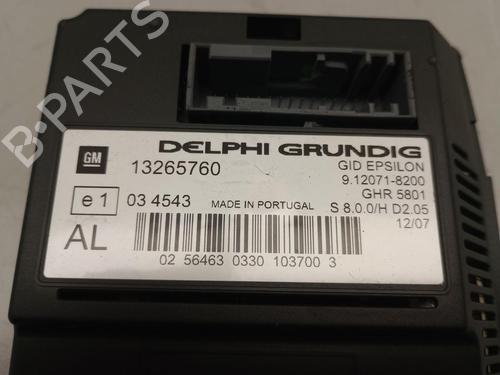 DELPHI GRUNDIG
GM
13265760
GID EPSILON
9.12071-8200
GHR 5801
e1
03 4543
MADE IN PORTUGAL
S 8.0.0/H D2.05
12/07
AL
02 56463 0330 103700 3
B-PARTS